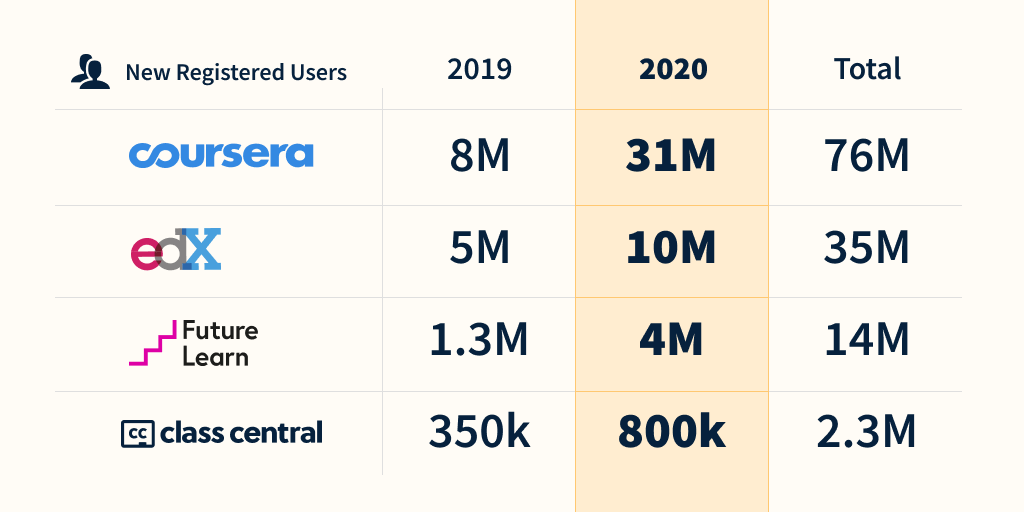 New Registered Users 2019 2020 Total
coursera 8M 31M 76M
edX 5M 10M 35M
Future
Learn 1.3M 4M 14M
cc class central 350k 800k 2.3M